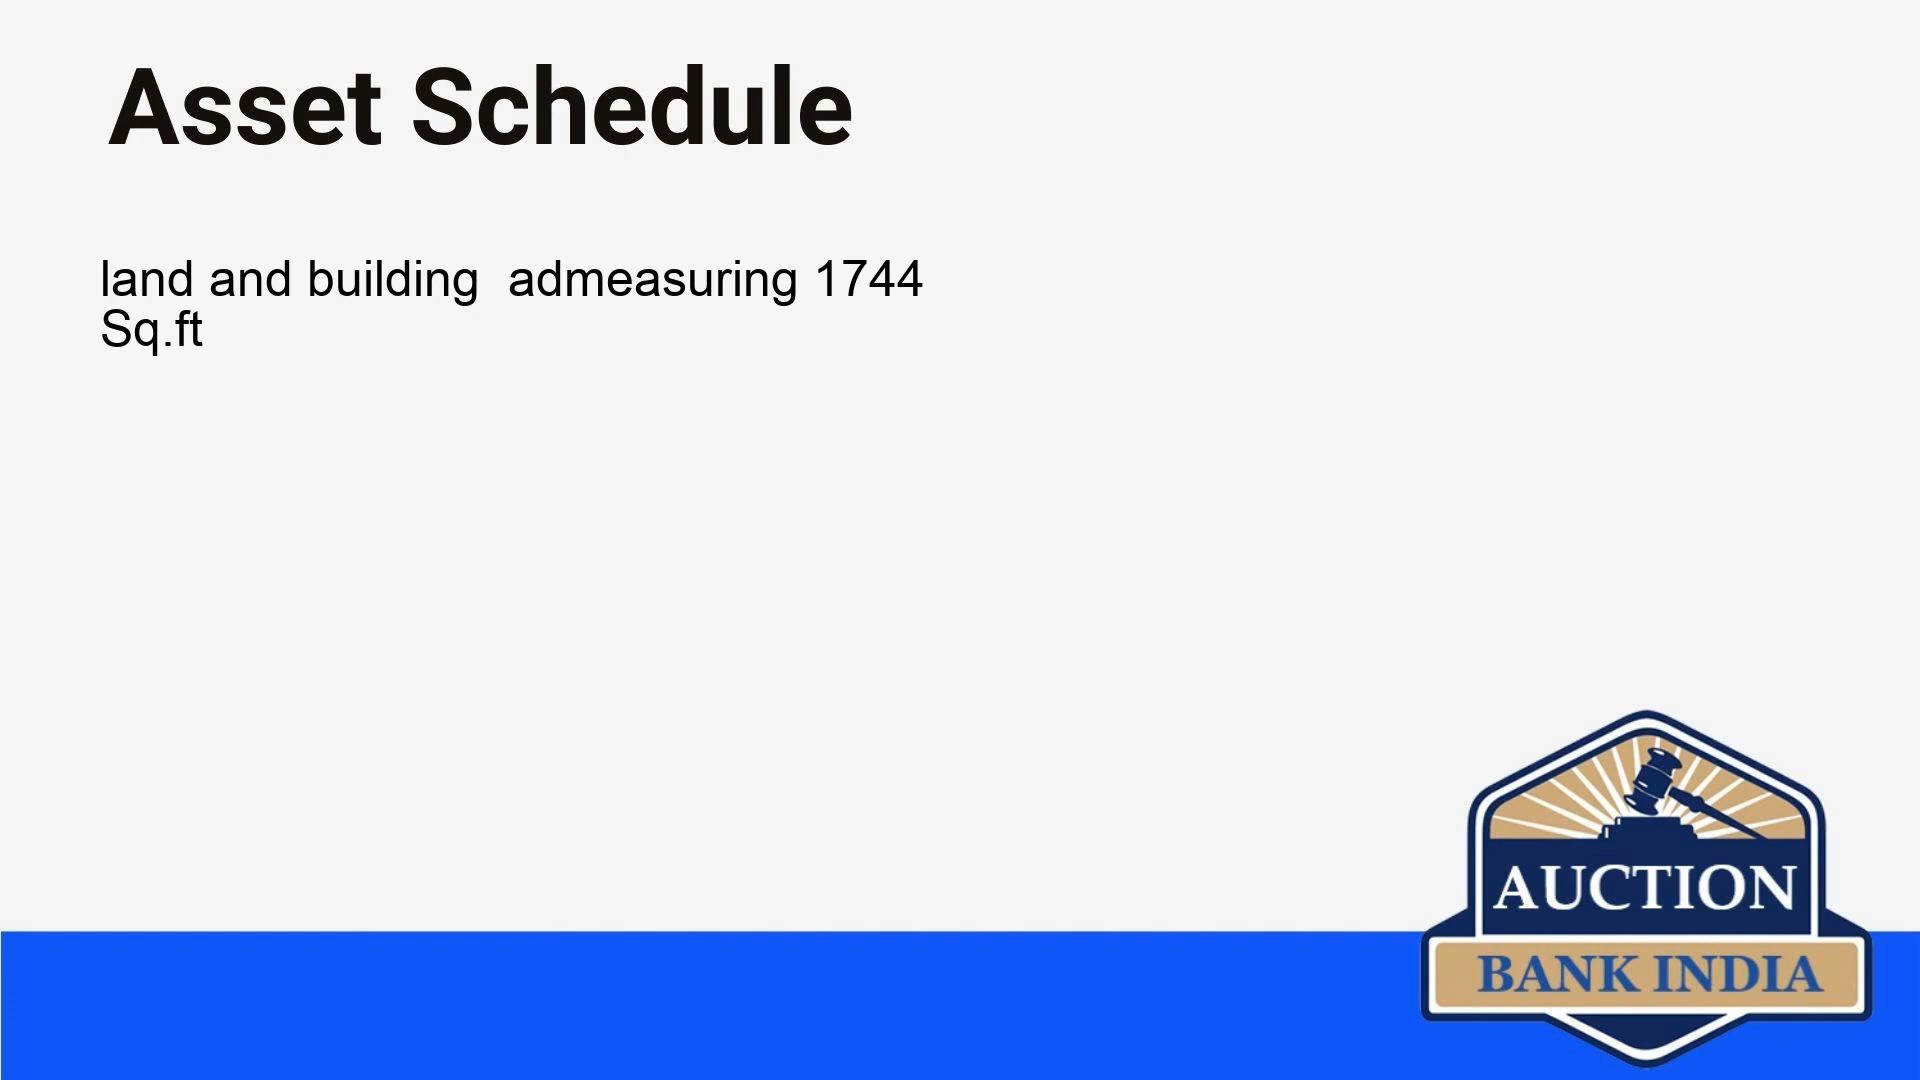 Asset Schedule
land and building  admeasuring 1744
Sq.ft
AUCTION
BANK INDIA